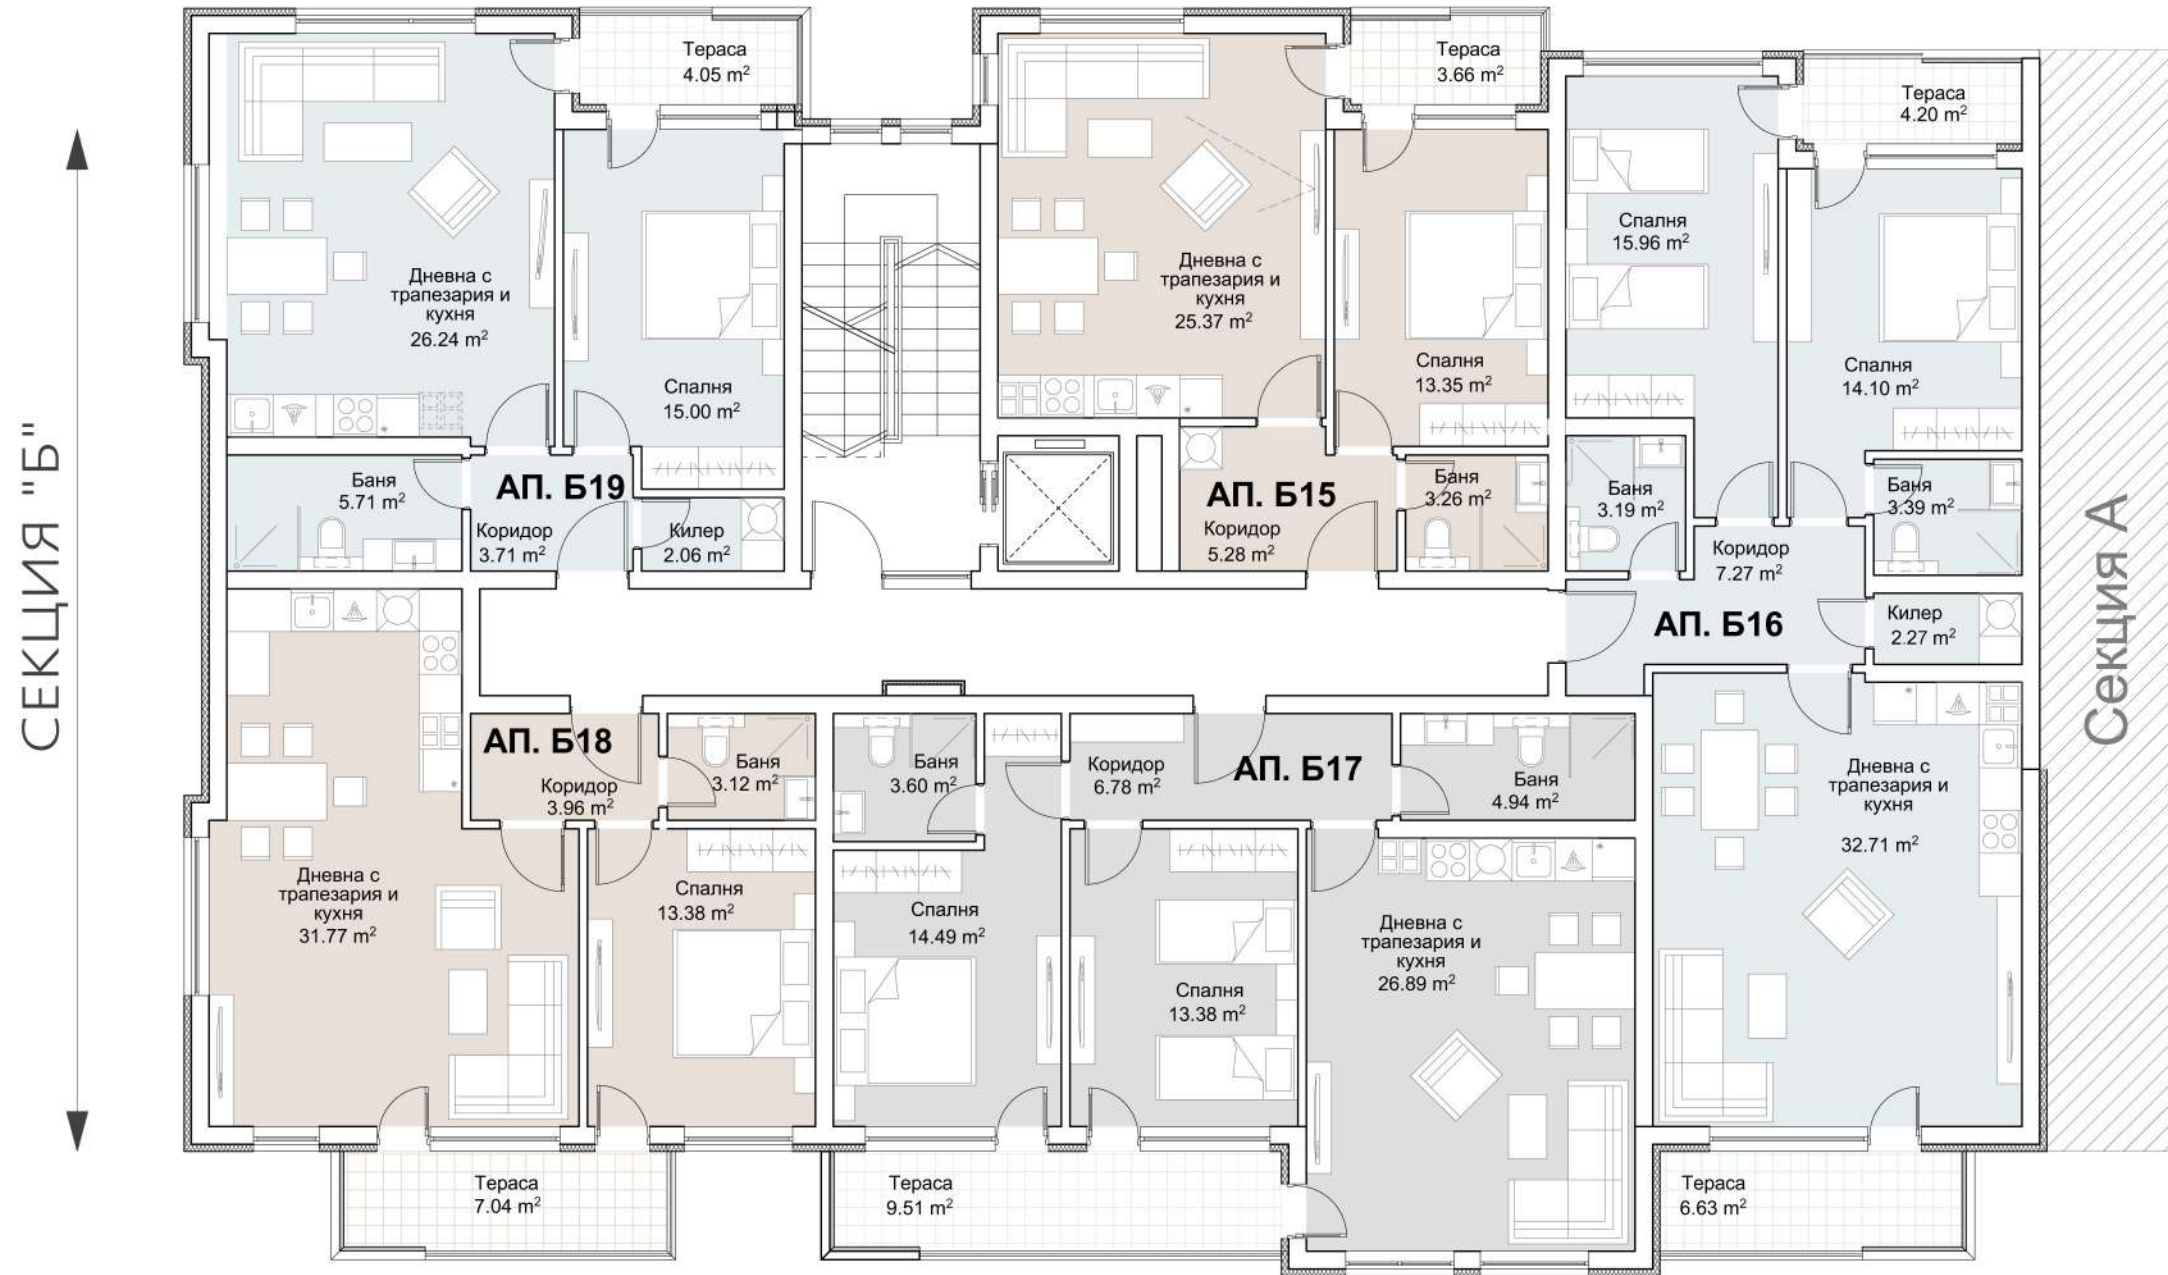 СЕКЦИЯ "Б"
Тераса
4.05 m²
Дневна с
трапезария и
кухня
26.24 m²
Спалня
15.00 m²
Баня
5.71 m²
АП. Б19
Коридор
3.71 m²
Килер
2.06 m²
Тераса
3.66 m²
Дневна с
трапезария и
кухня
25.37 m²
Спалня
13.35 m²
АП. Б15
Коридор
5.28 m²
Баня
3.26 m²
Тераса
4.20 m²
Спалня
15.96 m²
Спалня
14.10 m²
Баня
3.19 m²
Баня
3.39 m²
Коридор
7.27 m²
АП. Б16
Килер
2.27 m²
Дневна с
трапезария и
кухня
32.71 m²
Тераса
6.63 m²
АП. Б18
Коридор
3.96 m²
Баня
3.12 m²
Дневна с
трапезария и
кухня
31.77 m²
Спалня
13.38 m²
Тераса
7.04 m²
Баня
3.60 m²
Коридор
6.78 m²
АП. Б17
Баня
4.94 m²
Спалня
14.49 m²
Спалня
13.38 m²
Дневна с
трапезария и
кухня
26.89 m²
Тераса
9.51 m²
Секция А